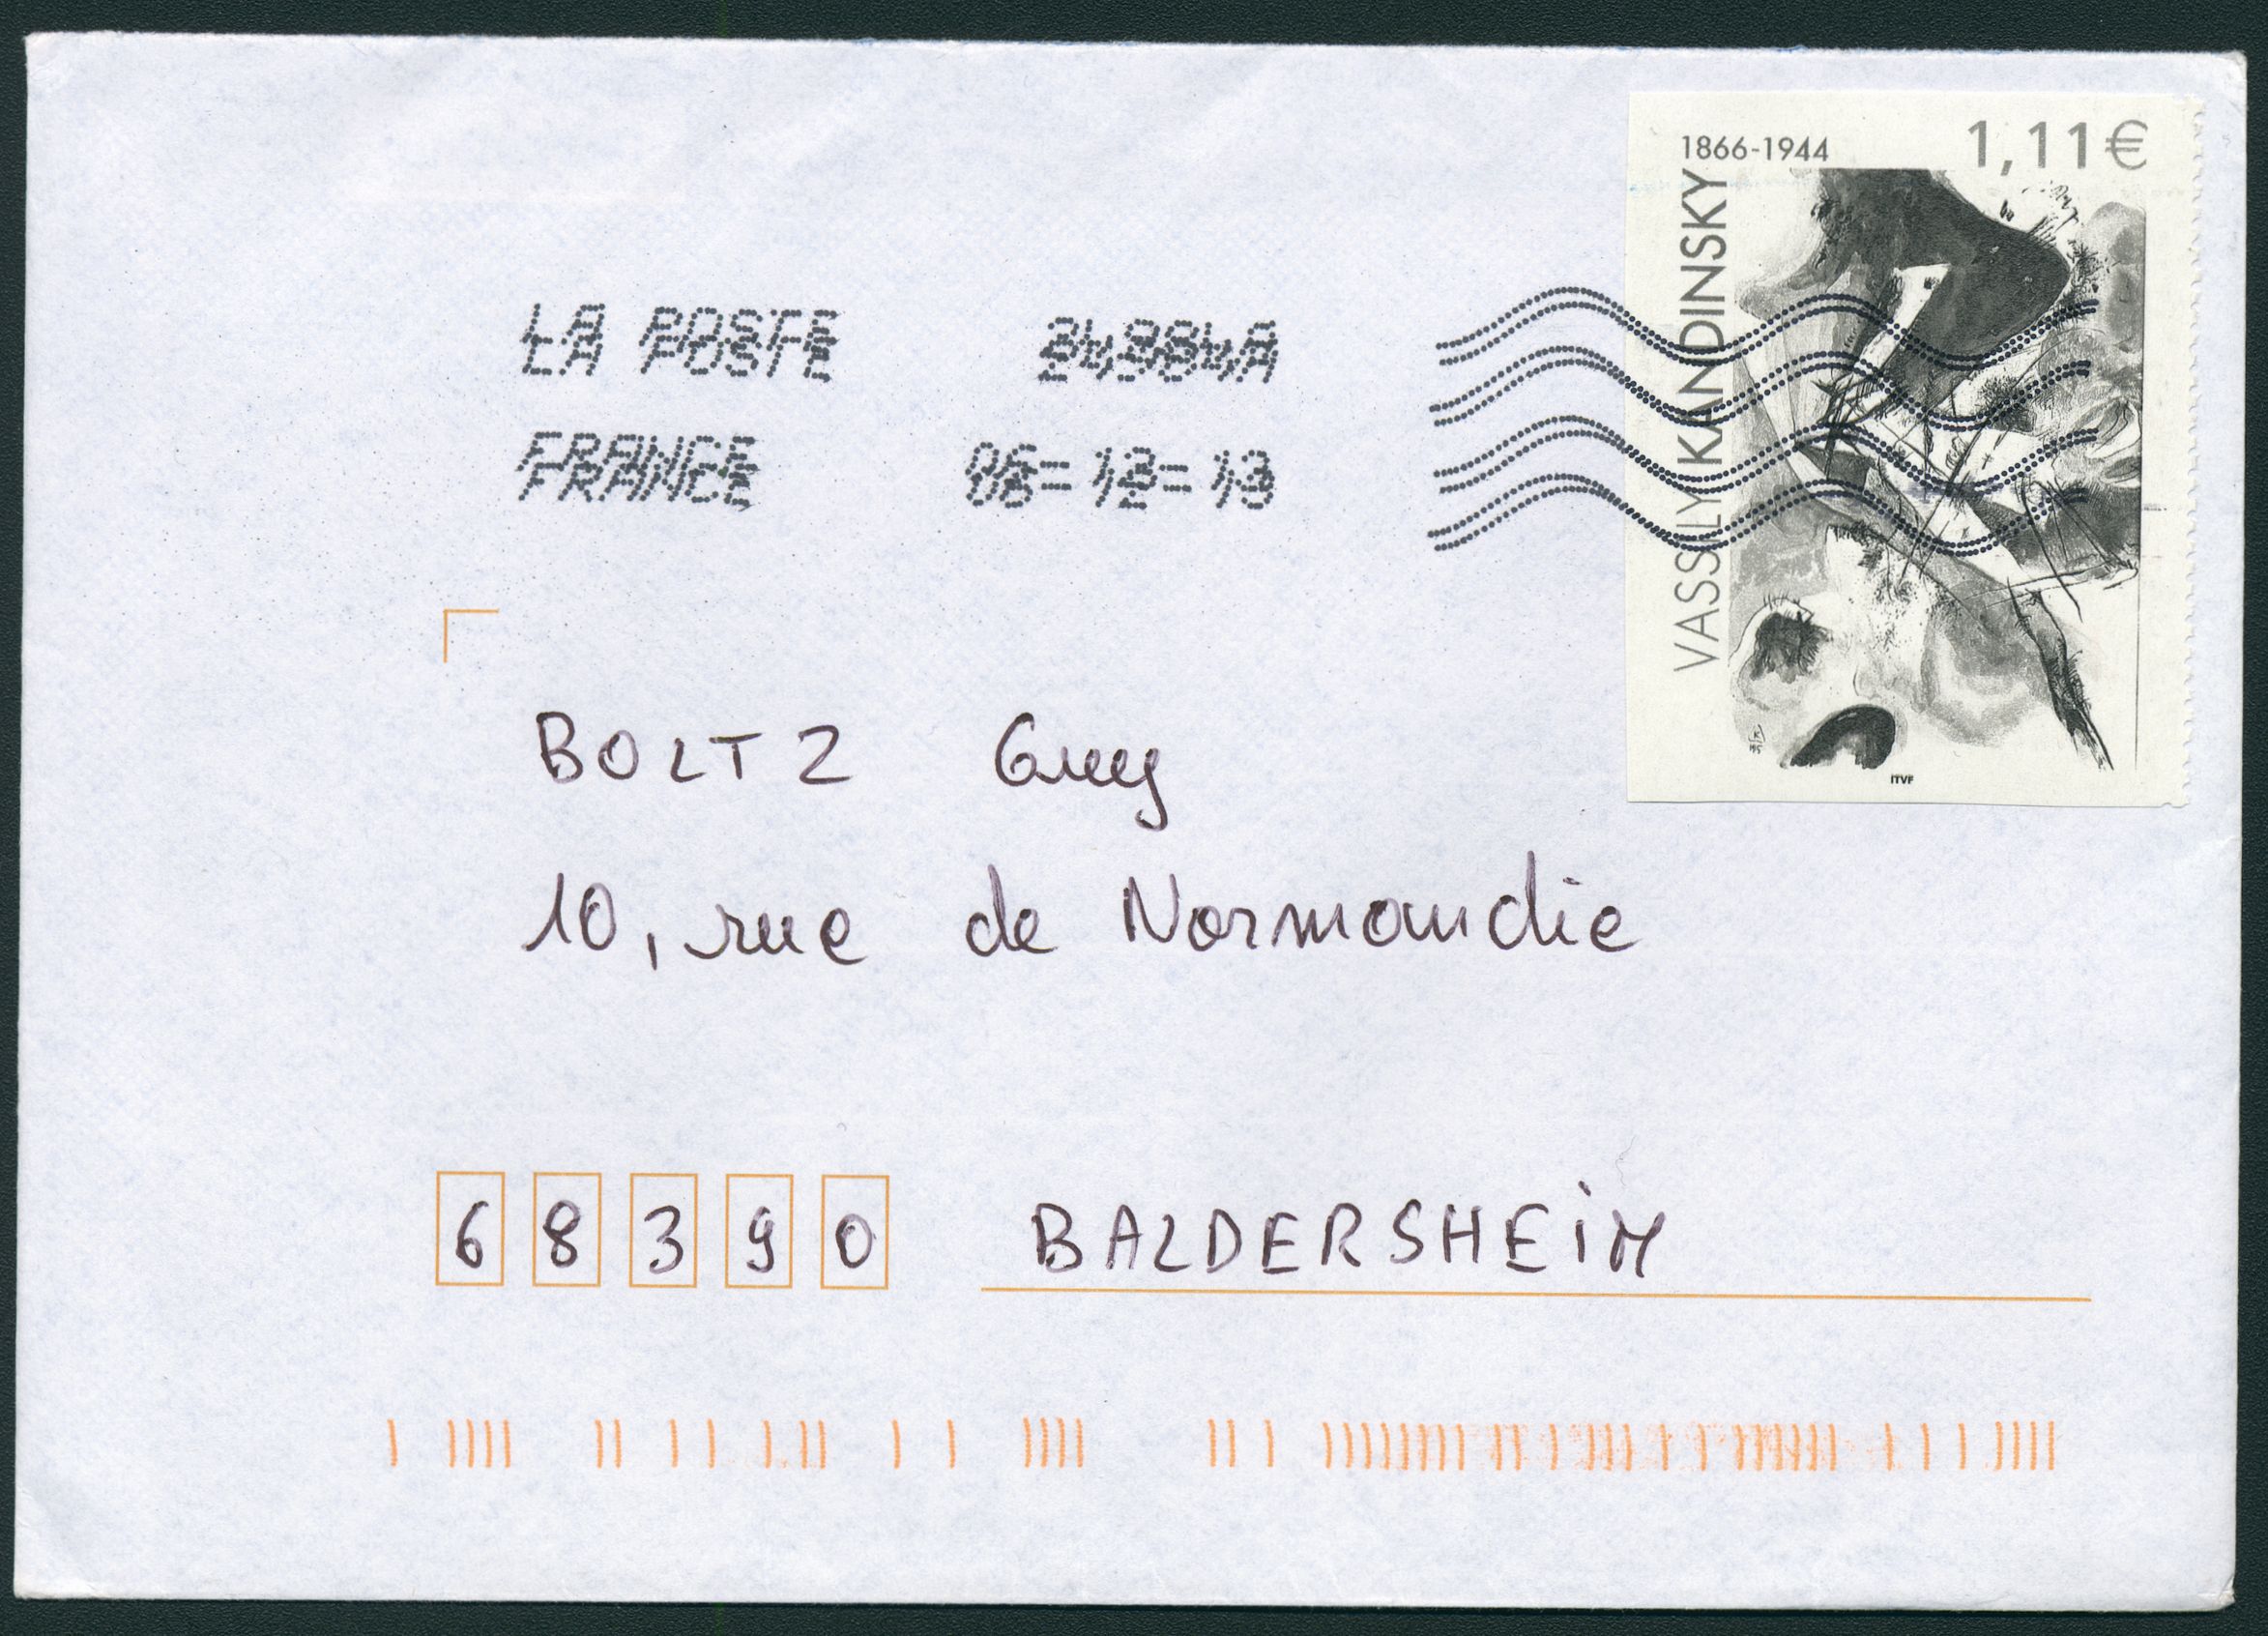 1866-1944
1,11€
VASSILY KANDINSKY
LA POSTE
FRANCE
06-12-13
ITVF
BOLTZ Guy
10, rue de Normandie
68390 BALDERSHEiM